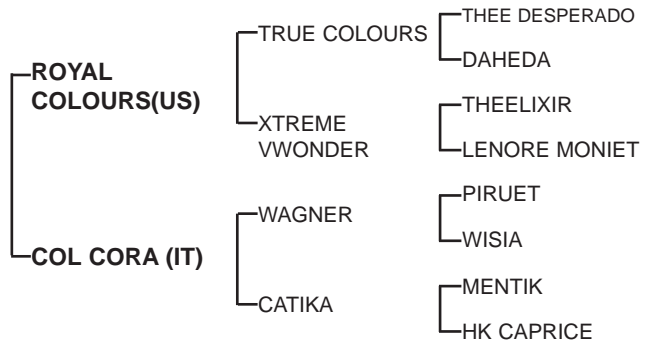 THEE DESPERADO
TRUE COLOURS
DAHEDA
ROYAL
COLOURS(US)
THEELIXIR
XTREME
VWONDER
LENORE MONIET
PIRUET
WAGNER
WISIA
COL CORA (IT)
MENTIK
CATIKA
HK CAPRICE